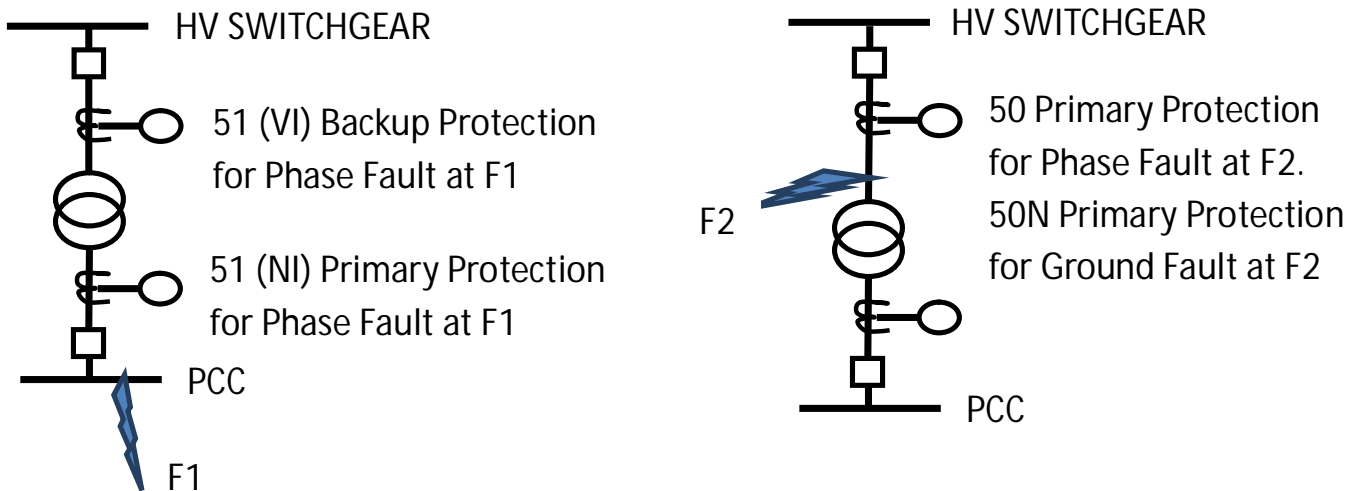 HV SWITCHGEAR
51 (VI) Backup Protection
for Phase Fault at F1
51 (NI) Primary Protection
for Phase Fault at F1
PCC
F1
HV SWITCHGEAR
50 Primary Protection
for Phase Fault at F2.
50N Primary Protection
for Ground Fault at F2
F2
PCC